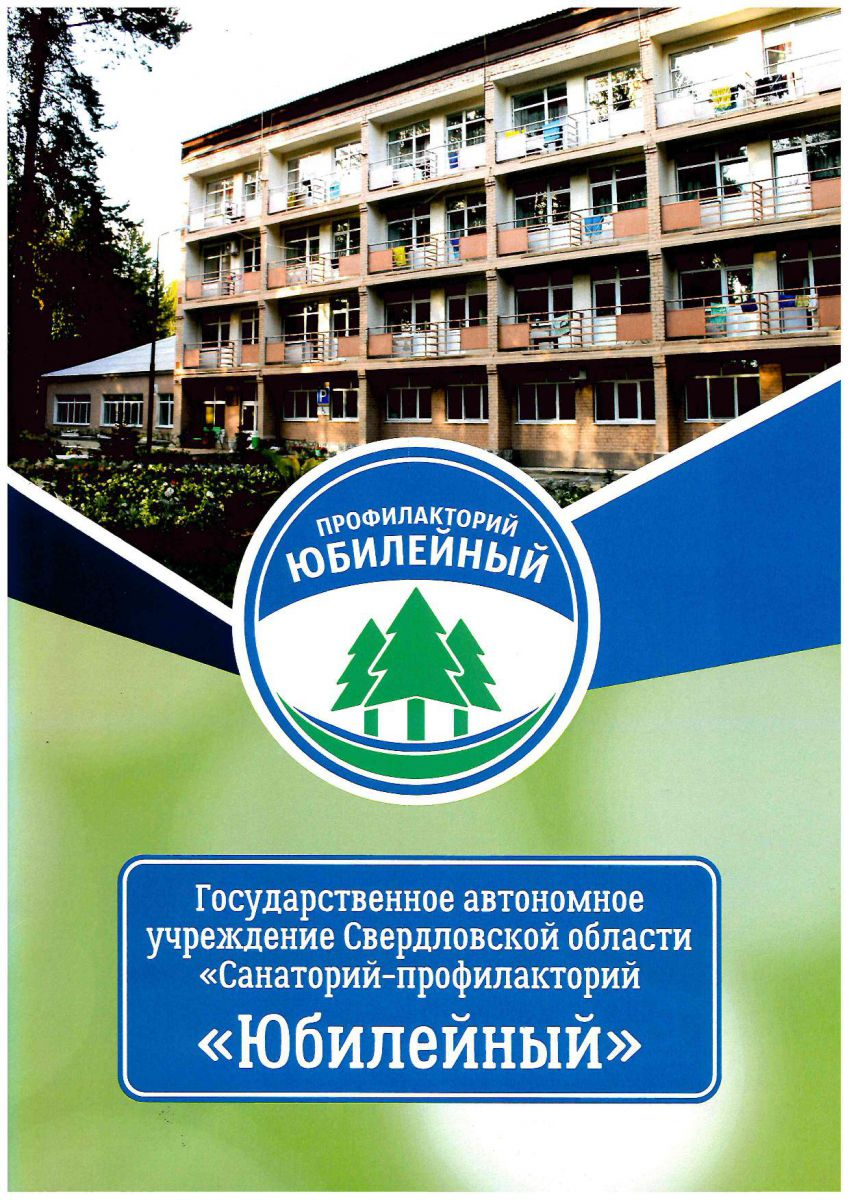 P
ПРОФИЛАКТОРИЙ
ЮБИЛЕЙНЫЙ
Государственное автономное
учреждение Свердловской области
«Санаторий-профилакторий
«Юбилейный»